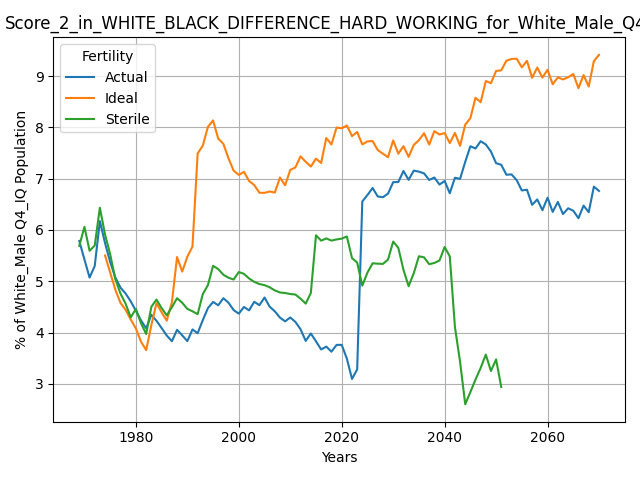 Score_2_in_WHITE_BLACK_DIFFERENCE_HARD_WORKING_for_White_Male_Q4
Fertility
Actual
Ideal
Sterile
% of White_Male Q4_IQ Population
9
8
7
6
5
4
3
1980 2000 2020 2040 2060
Years